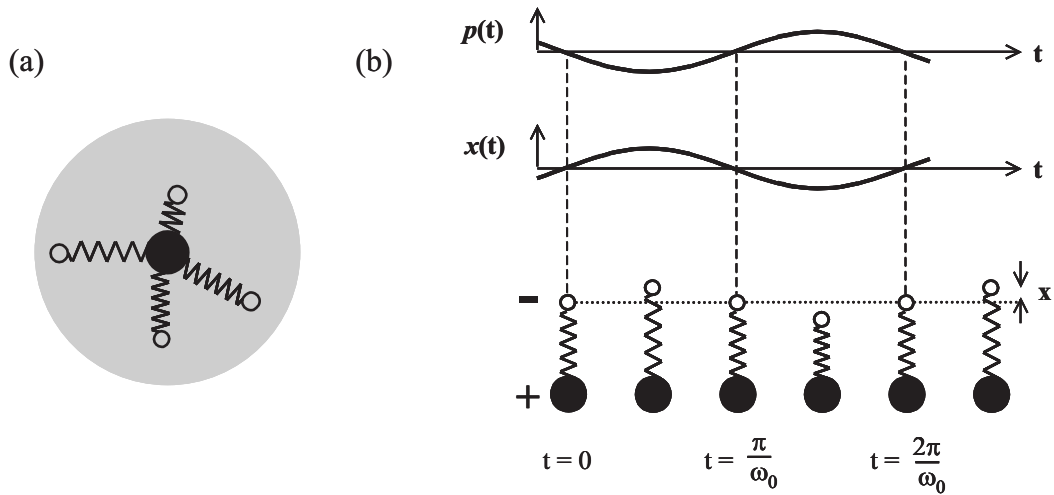 (a)
(b)
p(t)
t
x(t)
t
−
x
+
t = 0
t = π/ω₀
t = 2π/ω₀